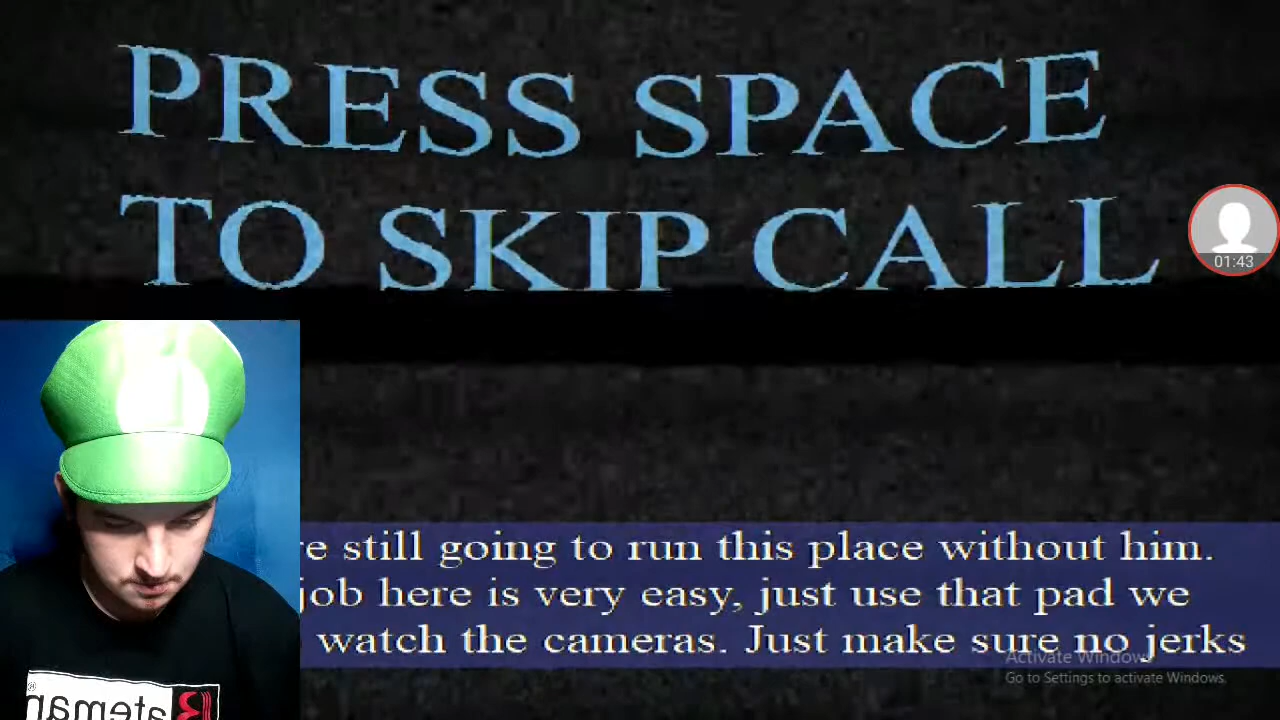 PRESS SPACE
TO SKIP CALL
01:43
re still going to run this place without him.
job here is very easy, just use that pad we
watch the cameras. Just make sure no jerks
Activate Windows
Go to Settings to activate Windows.